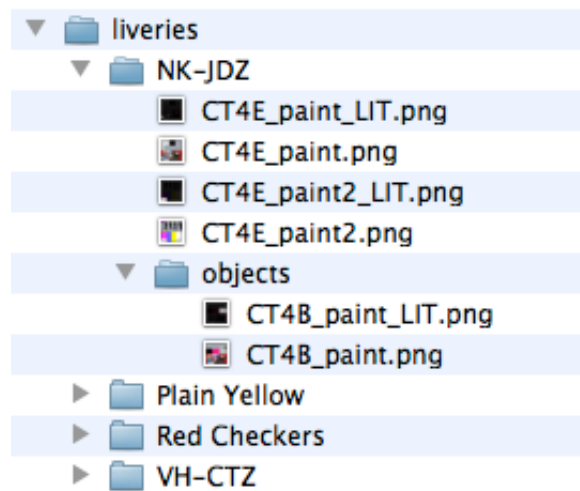 liveries
NK-JDZ
CT4E_paint_LIT.png
CT4E_paint.png
CT4E_paint2_LIT.png
CT4E_paint2.png
objects
CT4B_paint_LIT.png
CT4B_paint.png
Plain Yellow
Red Checkers
VH-CTZ